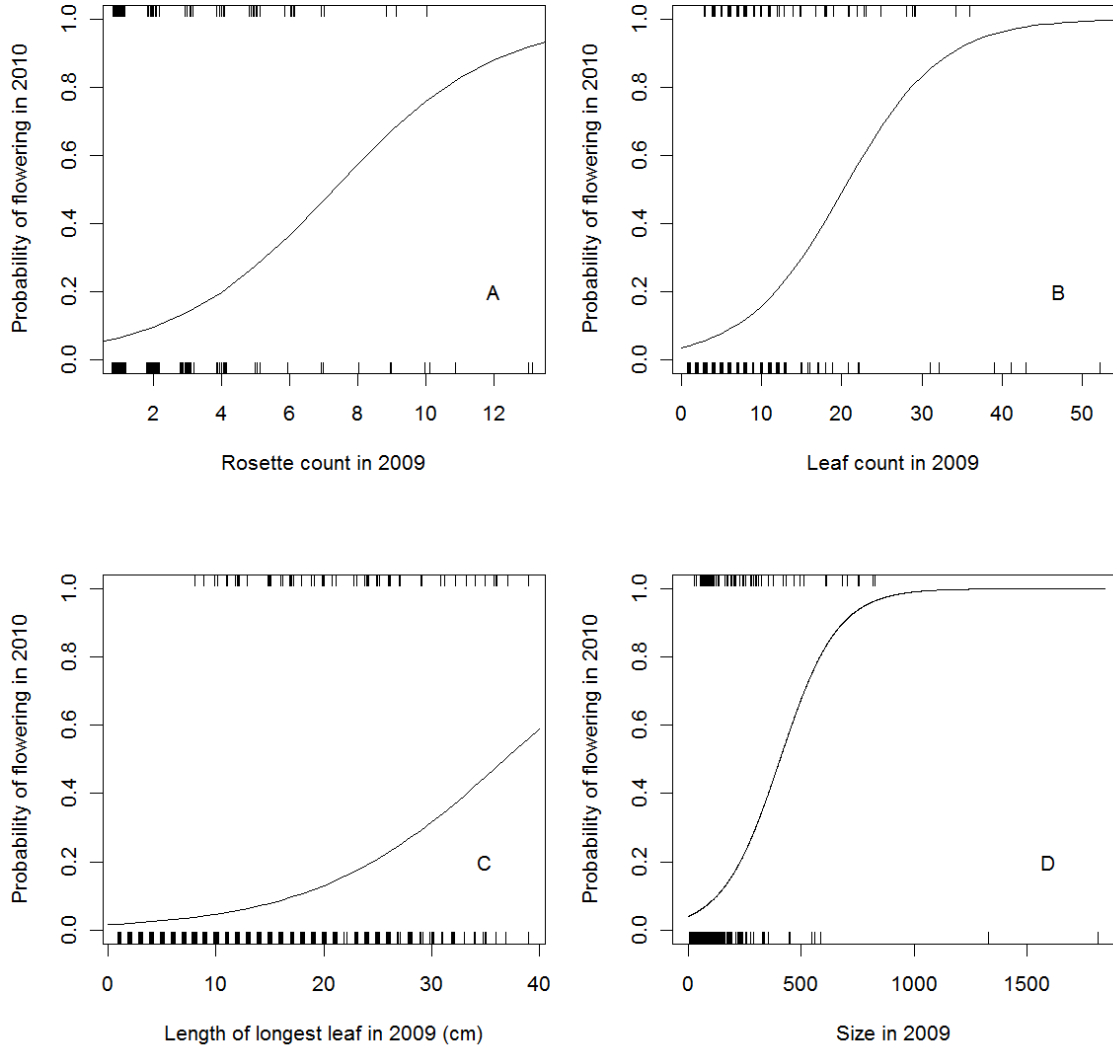 Probability of flowering in 2010
1.0
0.8
0.6
0.4
0.2
0.0
A
2 4 6 8 10 12
Rosette count in 2009
Probability of flowering in 2010
1.0
0.8
0.6
0.4
0.2
0.0
B
0 10 20 30 40 50
Leaf count in 2009
Probability of flowering in 2010
1.0
0.8
0.6
0.4
0.2
0.0
C
0 10 20 30 40
Length of longest leaf in 2009 (cm)
Probability of flowering in 2010
1.0
0.8
0.6
0.4
0.2
0.0
D
0 500 1000 1500
Size in 2009